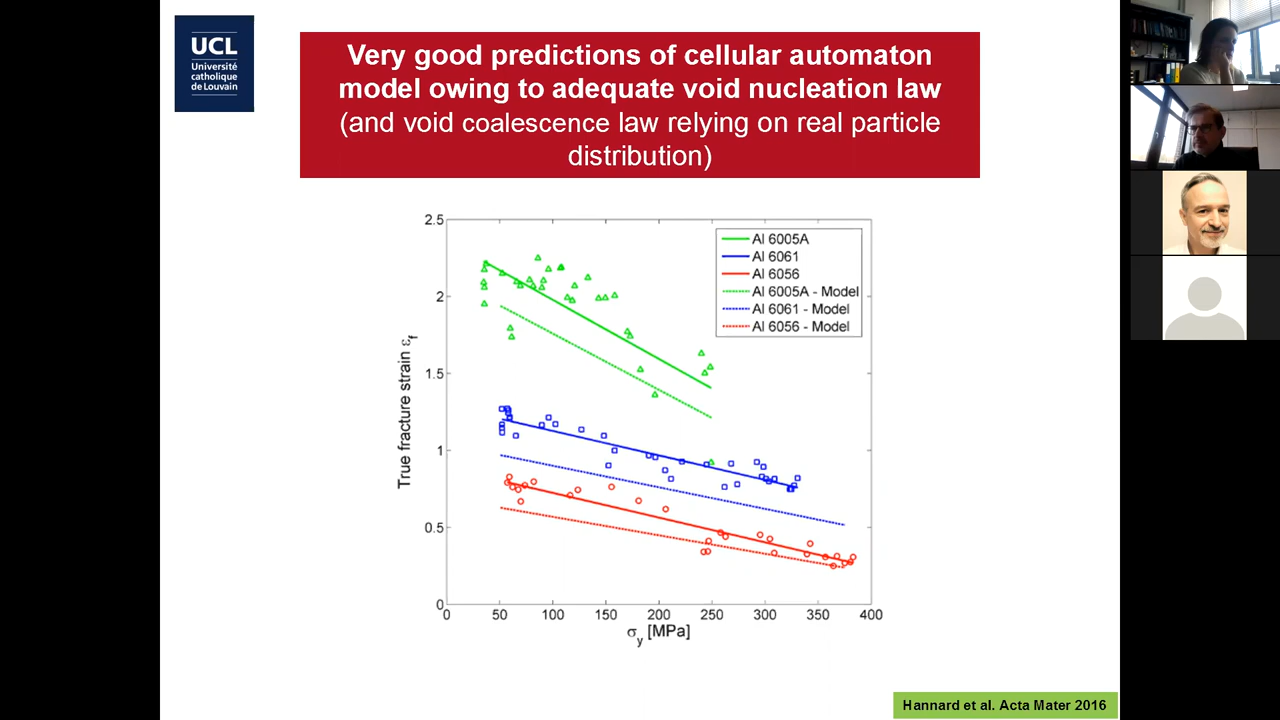 UCL
Université
catholique
de Louvain
Very good predictions of cellular automaton
model owing to adequate void nucleation law
(and void coalescence law relying on real particle
distribution)
2.5
2
1.5
1
0.5
0
True fracture strain εf
Al 6005A
Al 6061
Al 6056
Al 6005A - Model
Al 6061 - Model
Al 6056 - Model
0 50 100 150 200 250 300 350 400
σy [MPa]
Hannard et al. Acta Mater 2016